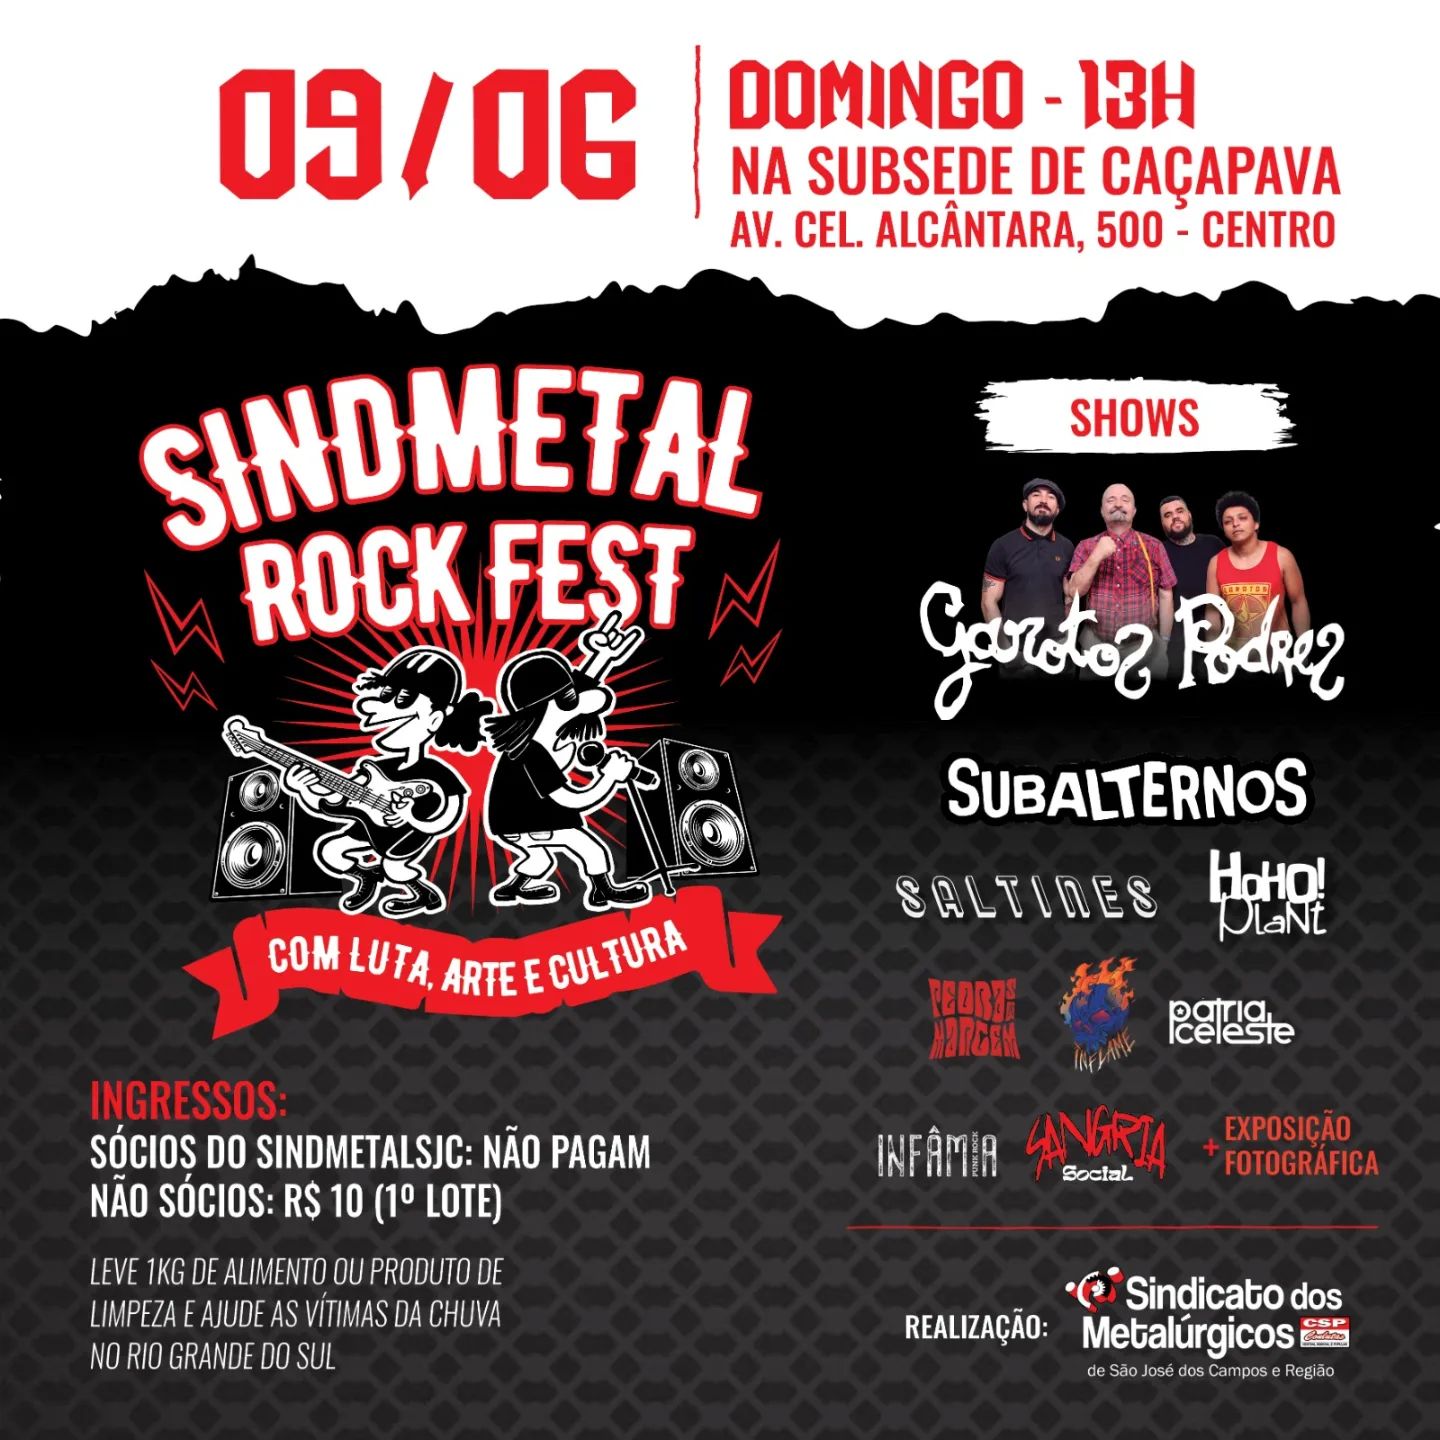 09/06
DOMINGO - 13H
NA SUBSEDE DE CAÇAPAVA
AV. CEL. ALCÂNTARA, 500 - CENTRO
SINDMETAL
ROCK FEST
COM LUTA, ARTE E CULTURA
SHOWS
GAROTOS
Garotos Podres
SUBALTERNOS
SALTINES
HOHO!
PLANT
PEDRAS
MARGEM
INFLAME
pátria
celeste
INFÂMIA
PUNK ROCK
SANGRIA
Social
+ EXPOSIÇÃO
FOTOGRÁFICA
INGRESSOS:
SÓCIOS DO SINDMETALSJC: NÃO PAGAM
NÃO SÓCIOS: R$ 10 (1º LOTE)
LEVE 1KG DE ALIMENTO OU PRODUTO DE
LIMPEZA E AJUDE AS VÍTIMAS DA CHUVA
NO RIO GRANDE DO SUL
REALIZAÇÃO:
Sindicato dos
Metalúrgicos
CSP
Conlutas
de São José dos Campos e Região